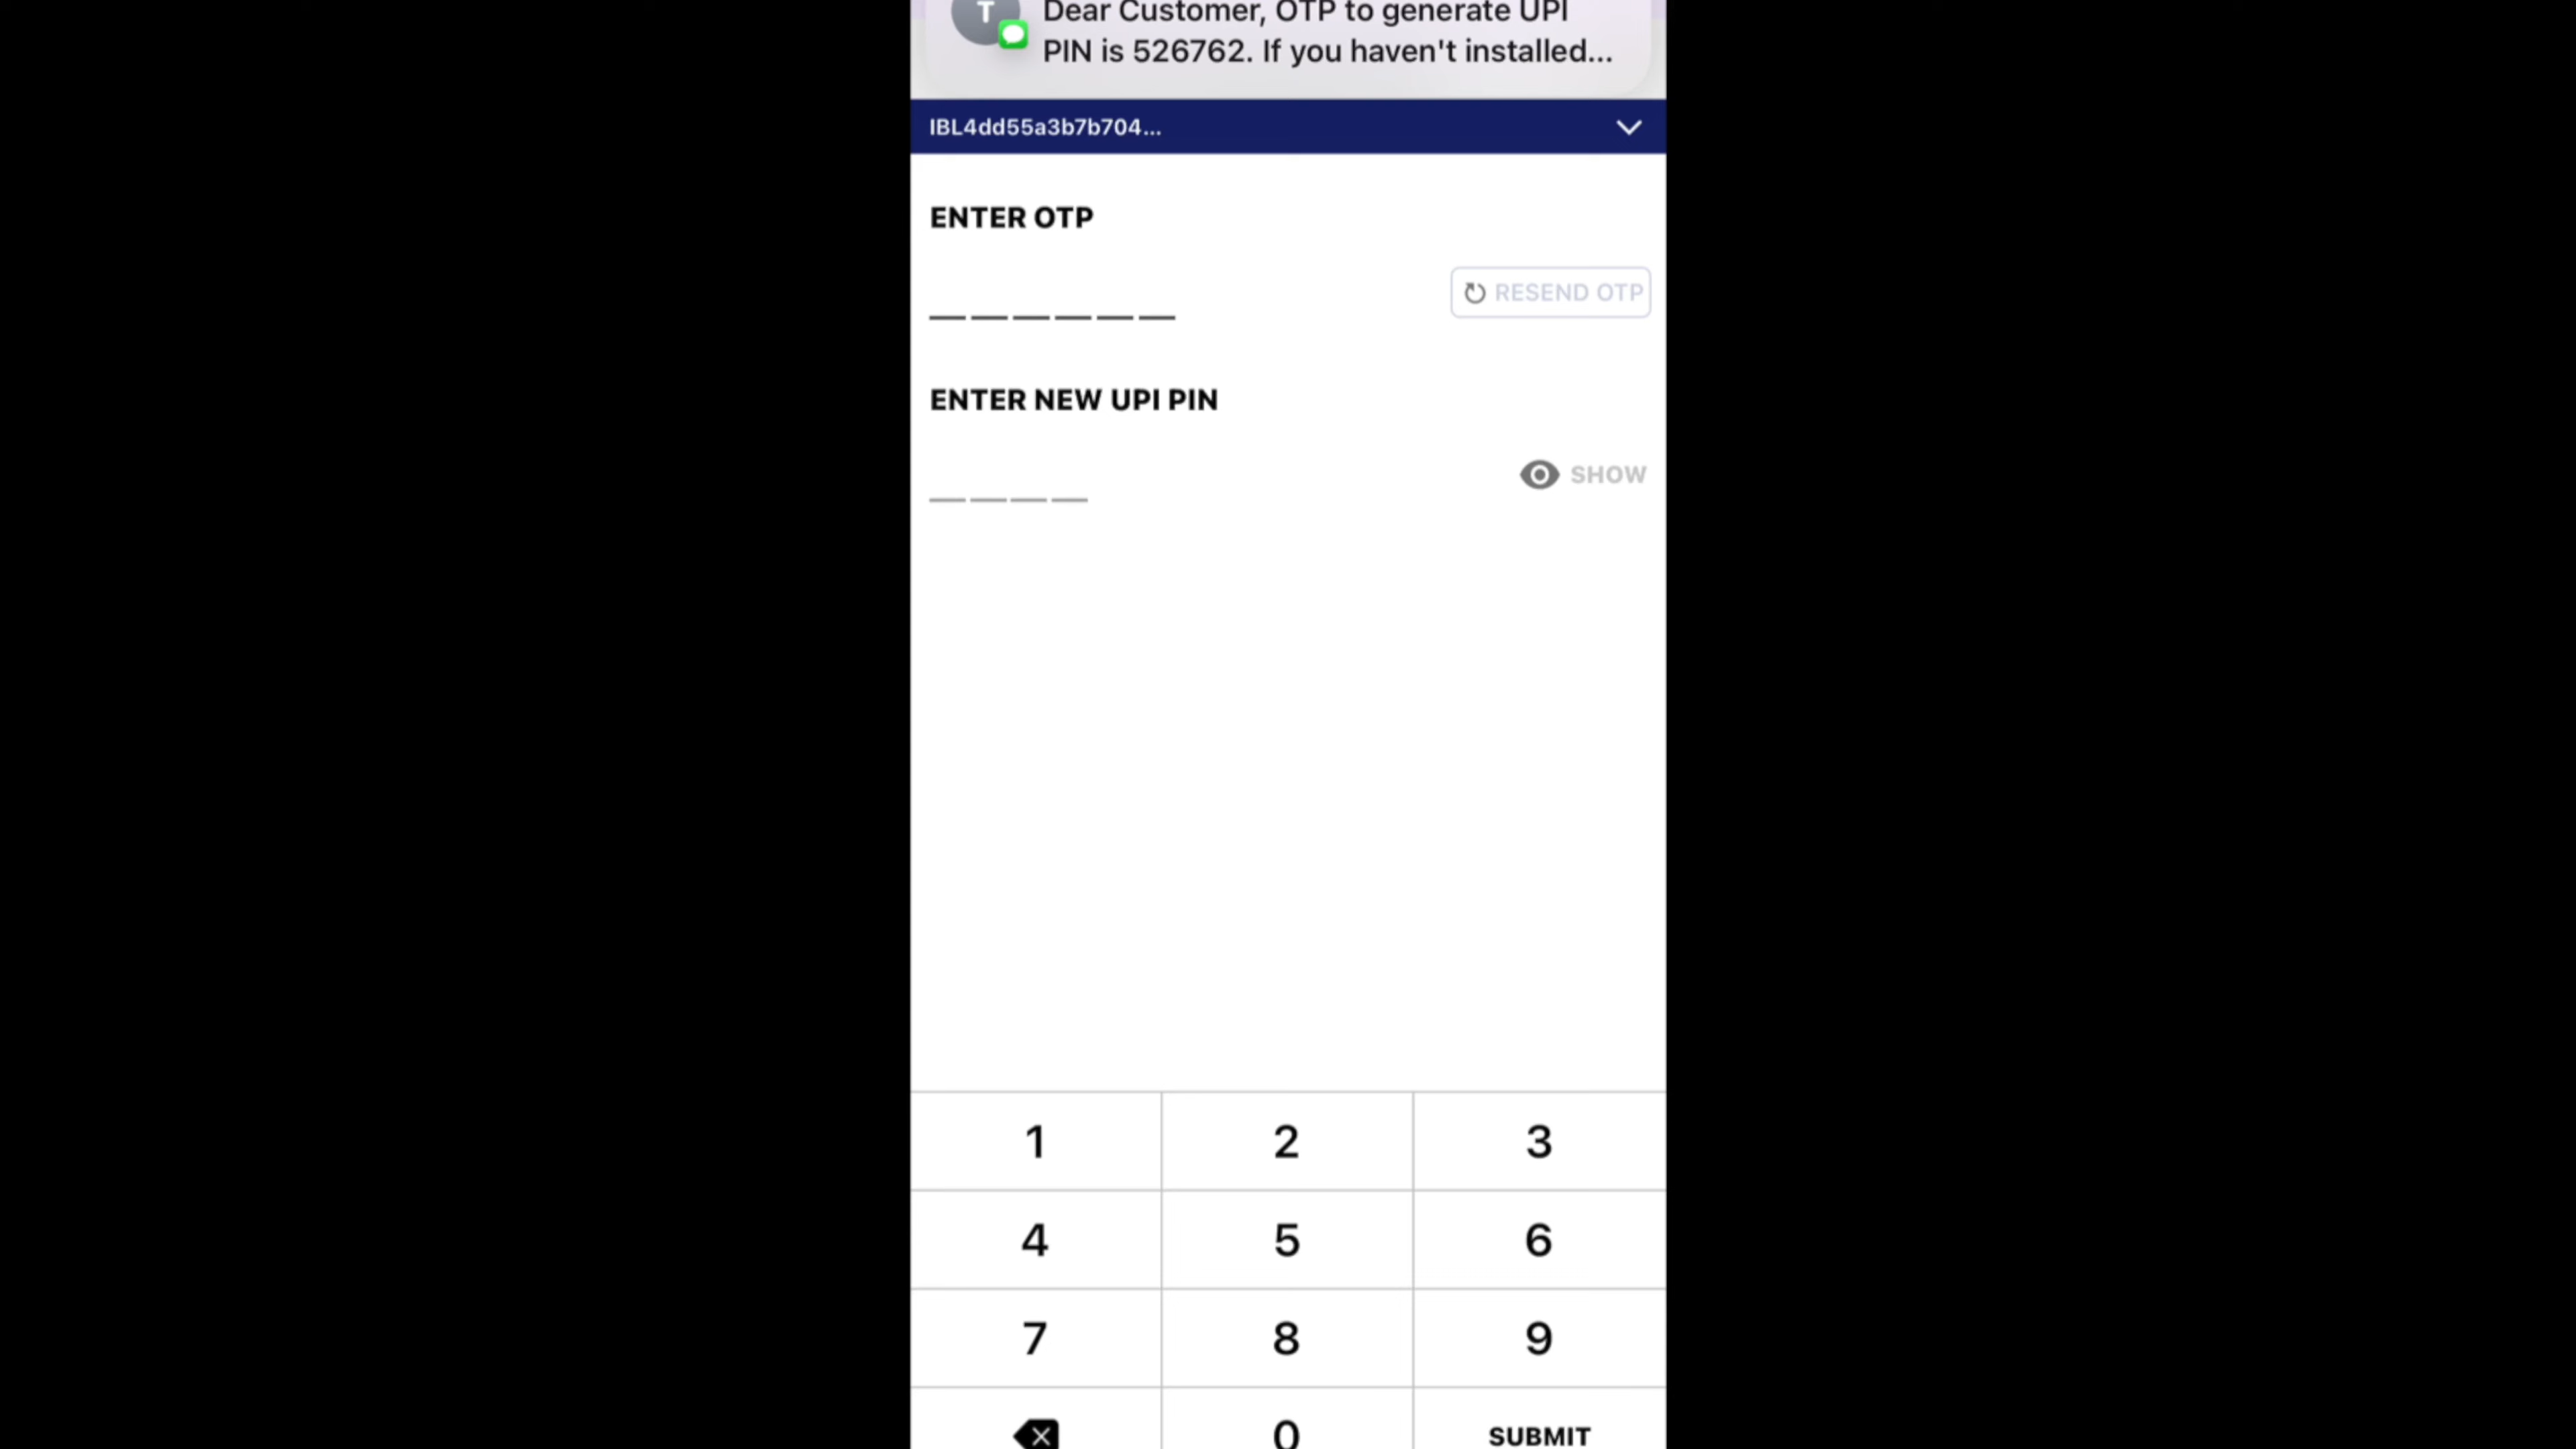 T
Dear Customer, OTP to generate UPI
PIN is 526762. If you haven't installed...
IBL4dd55a3b7b704...
ENTER OTP
RESEND OTP
ENTER NEW UPI PIN
SHOW
1 2 3
4 5 6
7 8 9
0 SUBMIT